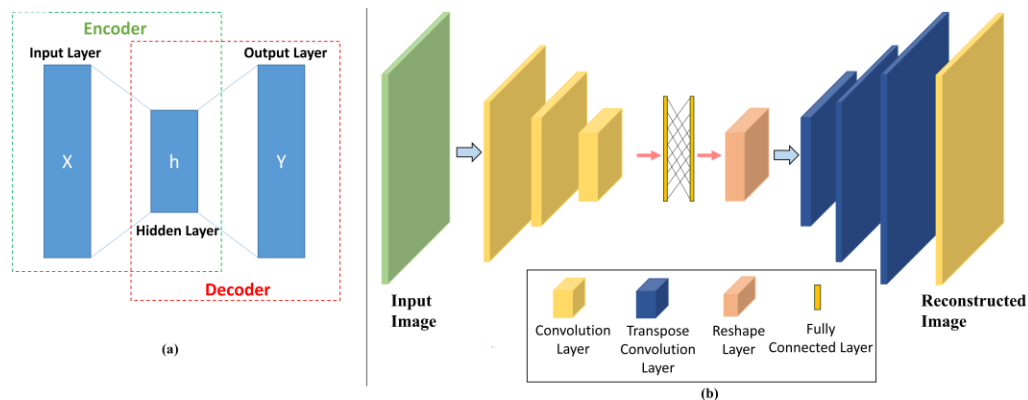 Encoder
Input Layer
Output Layer
X
h
Y
Hidden Layer
Decoder
(a)
Input
Image
Reconstructed
Image
Convolution
Layer
Transpose
Convolution
Layer
Reshape
Layer
Fully
Connected Layer
(b)